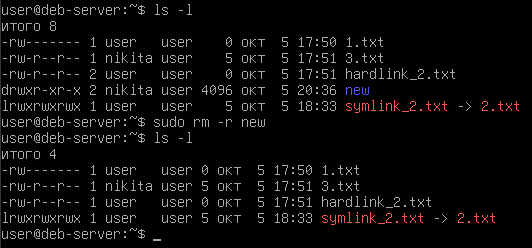 user@deb-server:~$ ls -l
итого 8
-rw------- 1 user   user    0 окт  5 17:50 1.txt
-rw-r--r-- 1 nikita user    5 окт  5 17:51 3.txt
-rw-r--r-- 2 user   user    0 окт  5 17:51 hardlink_2.txt
drwxr-xr-x 2 nikita user 4096 окт  5 20:36 new
lrwxrwxrwx 1 user   user    5 окт  5 18:33 symlink_2.txt -> 2.txt
user@deb-server:~$ sudo rm -r new
user@deb-server:~$ ls -l
итого 4
-rw------- 1 user   user 0 окт  5 17:50 1.txt
-rw-r--r-- 1 nikita user 5 окт  5 17:51 3.txt
-rw-r--r-- 1 user   user 0 окт  5 17:51 hardlink_2.txt
lrwxrwxrwx 1 user   user 5 окт  5 18:33 symlink_2.txt -> 2.txt
user@deb-server:~$ _